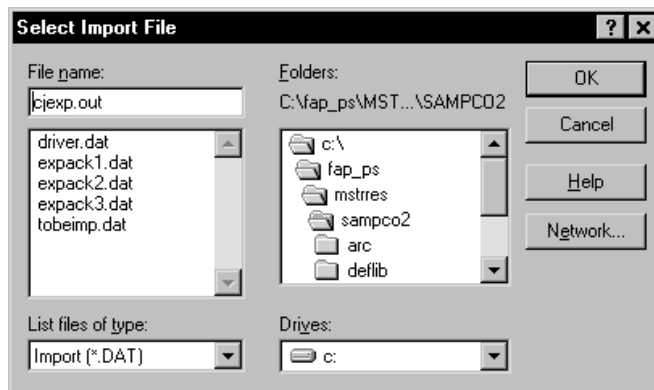 Select Import File
File name:
cjexp.out
driver.dat
expack1.dat
expack2.dat
expack3.dat
tobeimp.dat
List files of type:
Import (*.DAT)
Folders:
C:\fap_ps\MST...\SAMPCO2
c:\
fap_ps
mstrres
sampco2
arc
deflib
Drives:
c:
OK
Cancel
Help
Network...